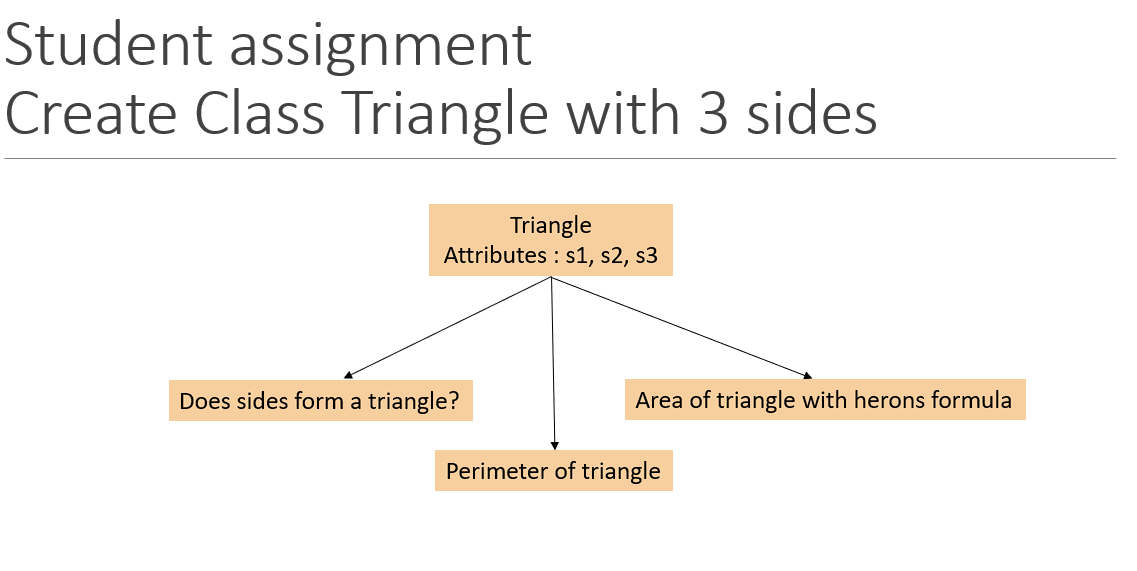 Student assignment
Create Class Triangle with 3 sides
Triangle
Attributes : s1, s2, s3
Does sides form a triangle?
Area of triangle with herons formula
Perimeter of triangle